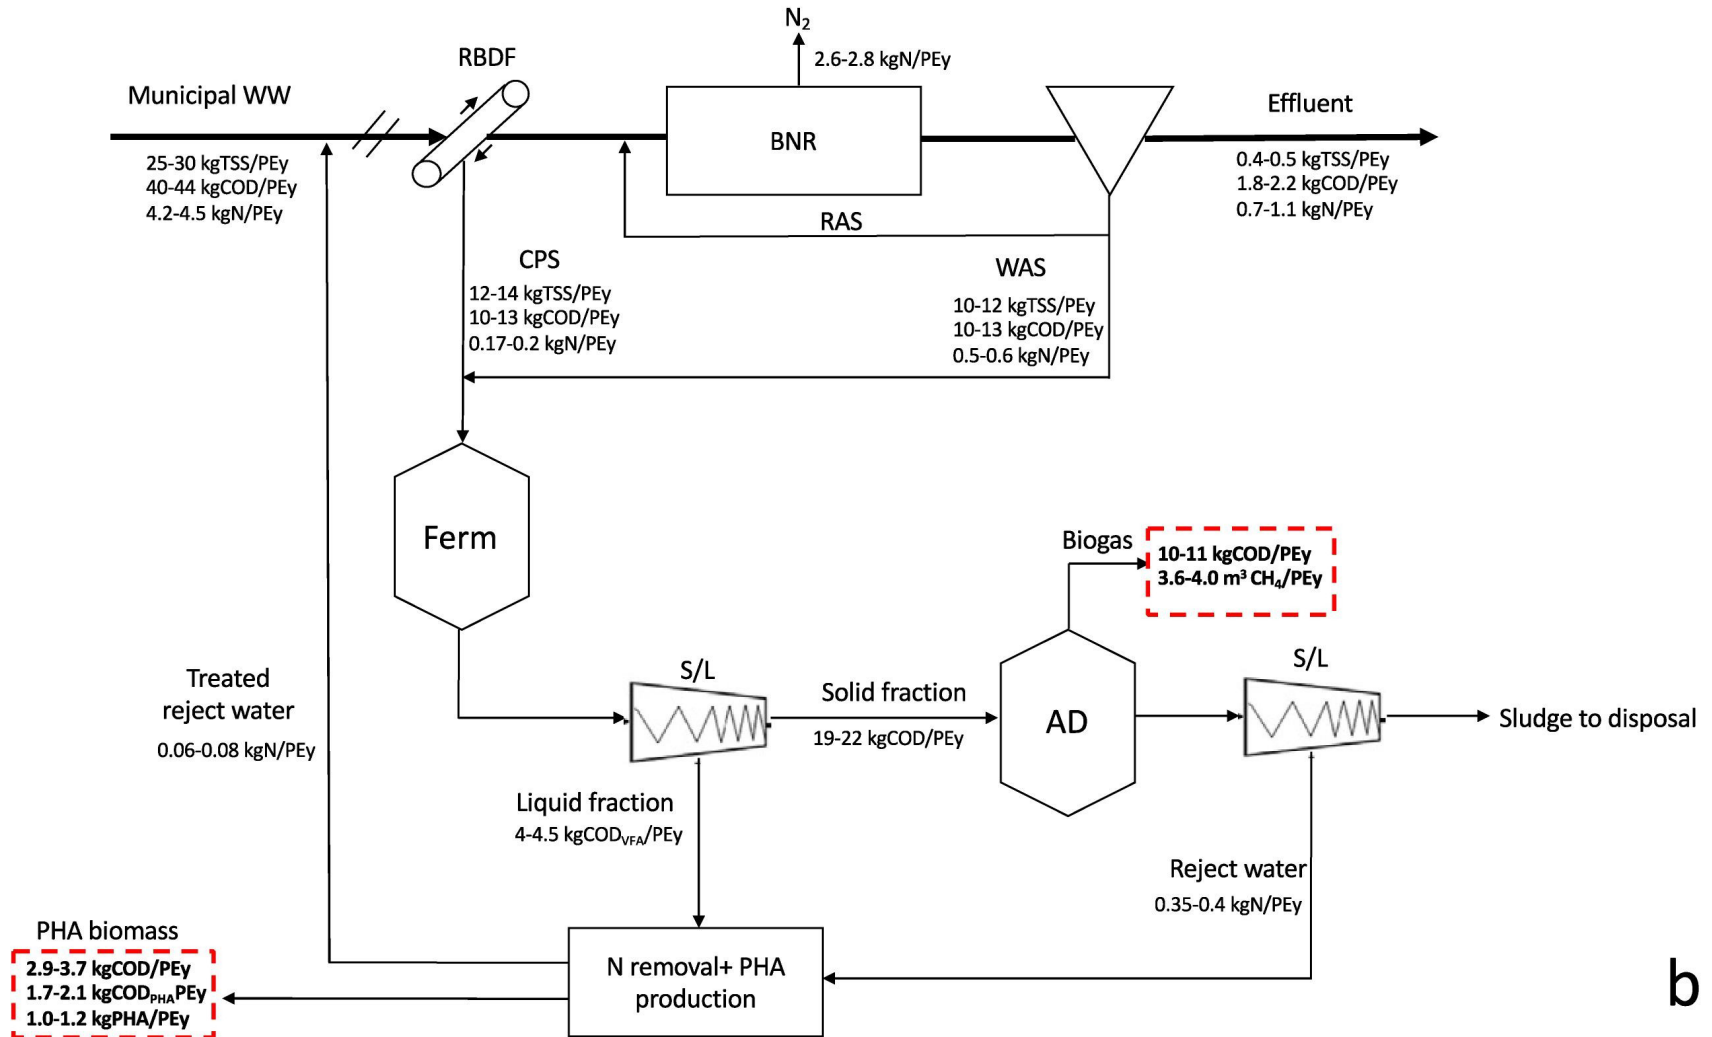 N₂
2.6-2.8 kgN/PEy
RBDF
Municipal WW
25-30 kgTSS/PEy
40-44 kgCOD/PEy
4.2-4.5 kgN/PEy
BNR
Effluent
0.4-0.5 kgTSS/PEy
1.8-2.2 kgCOD/PEy
0.7-1.1 kgN/PEy
RAS
CPS
12-14 kgTSS/PEy
10-13 kgCOD/PEy
0.17-0.2 kgN/PEy
WAS
10-12 kgTSS/PEy
10-13 kgCOD/PEy
0.5-0.6 kgN/PEy
Ferm
Biogas
10-11 kgCOD/PEy
3.6-4.0 m³ CH₄/PEy
Treated
reject water
0.06-0.08 kgN/PEy
S/L
Solid fraction
19-22 kgCOD/PEy
AD
S/L
Sludge to disposal
Liquid fraction
4-4.5 kgCODVFA/PEy
Reject water
0.35-0.4 kgN/PEy
PHA biomass
2.9-3.7 kgCOD/PEy
1.7-2.1 kgCODPHAPEy
1.0-1.2 kgPHA/PEy
N removal+ PHA
production
b